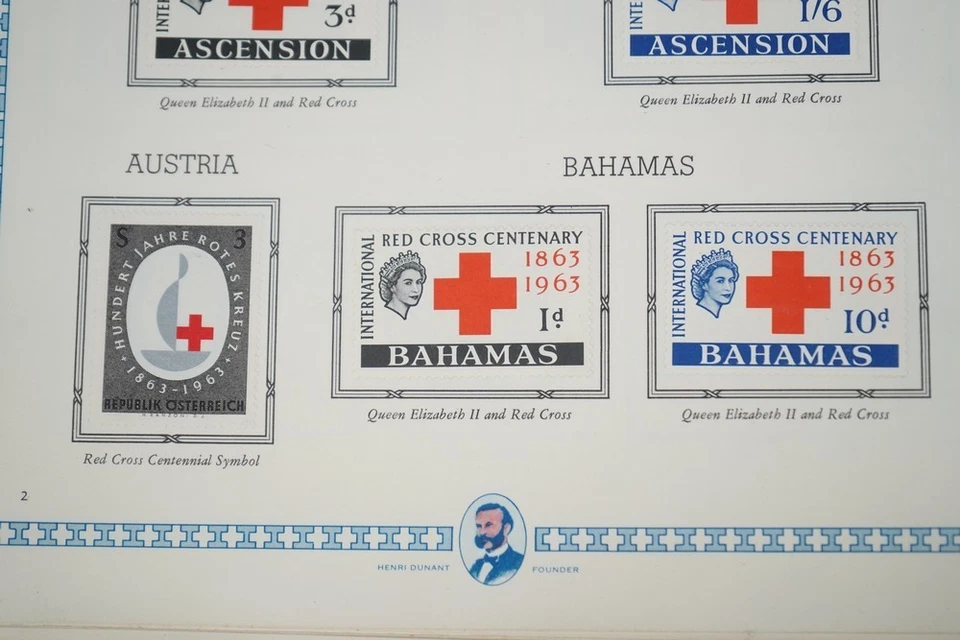 INTER
3d
ASCENSION
Queen Elizabeth II and Red Cross
INTE
1/6
ASCENSION
Queen Elizabeth II and Red Cross
AUSTRIA
S 3
HUNDERT JAHRE ROTES KREUZ
+ 1863-1963 +
REPUBLIK ÖSTERREICH
Red Cross Centennial Symbol
BAHAMAS
INTERNATIONAL
RED CROSS CENTENARY
1863
1963
1d
BAHAMAS
Queen Elizabeth II and Red Cross
INTERNATIONAL
RED CROSS CENTENARY
1863
1963
10d
BAHAMAS
Queen Elizabeth II and Red Cross
2
HENRI DUNANT
FOUNDER